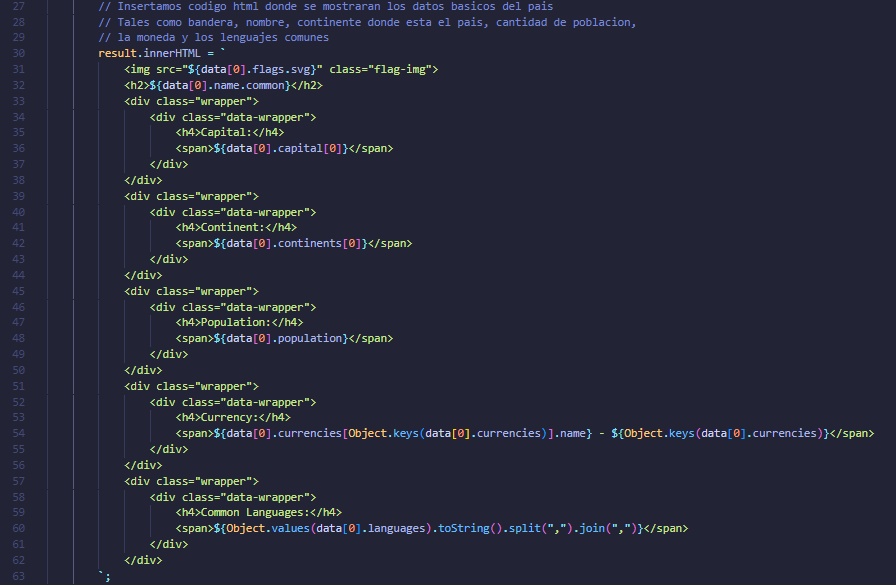 27 // Insertamos codigo html donde se mostraran los datos basicos del pais
28 // Tales como bandera, nombre, continente donde esta el pais, cantidad de poblacion,
29 // la moneda y los lenguajes comunes
30 result.innerHTML = `
31 <img src="${data[0].flags.svg}" class="flag-img">
32 <h2>${data[0].name.common}</h2>
33 <div class="wrapper">
34 <div class="data-wrapper">
35 <h4>Capital:</h4>
36 <span>${data[0].capital[0]}</span>
37 </div>
38 </div>
39 <div class="wrapper">
40 <div class="data-wrapper">
41 <h4>Continent:</h4>
42 <span>${data[0].continents[0]}</span>
43 </div>
44 </div>
45 <div class="wrapper">
46 <div class="data-wrapper">
47 <h4>Population:</h4>
48 <span>${data[0].population}</span>
49 </div>
50 </div>
51 <div class="wrapper">
52 <div class="data-wrapper">
53 <h4>Currency:</h4>
54 <span>${data[0].currencies[Object.keys(data[0].currencies)].name} - ${Object.keys(data[0].currencies)}</span>
55 </div>
56 </div>
57 <div class="wrapper">
58 <div class="data-wrapper">
59 <h4>Common Languages:</h4>
60 <span>${Object.values(data[0].languages).toString().split(",").join(",")}</span>
61 </div>
62 </div>
63 `;